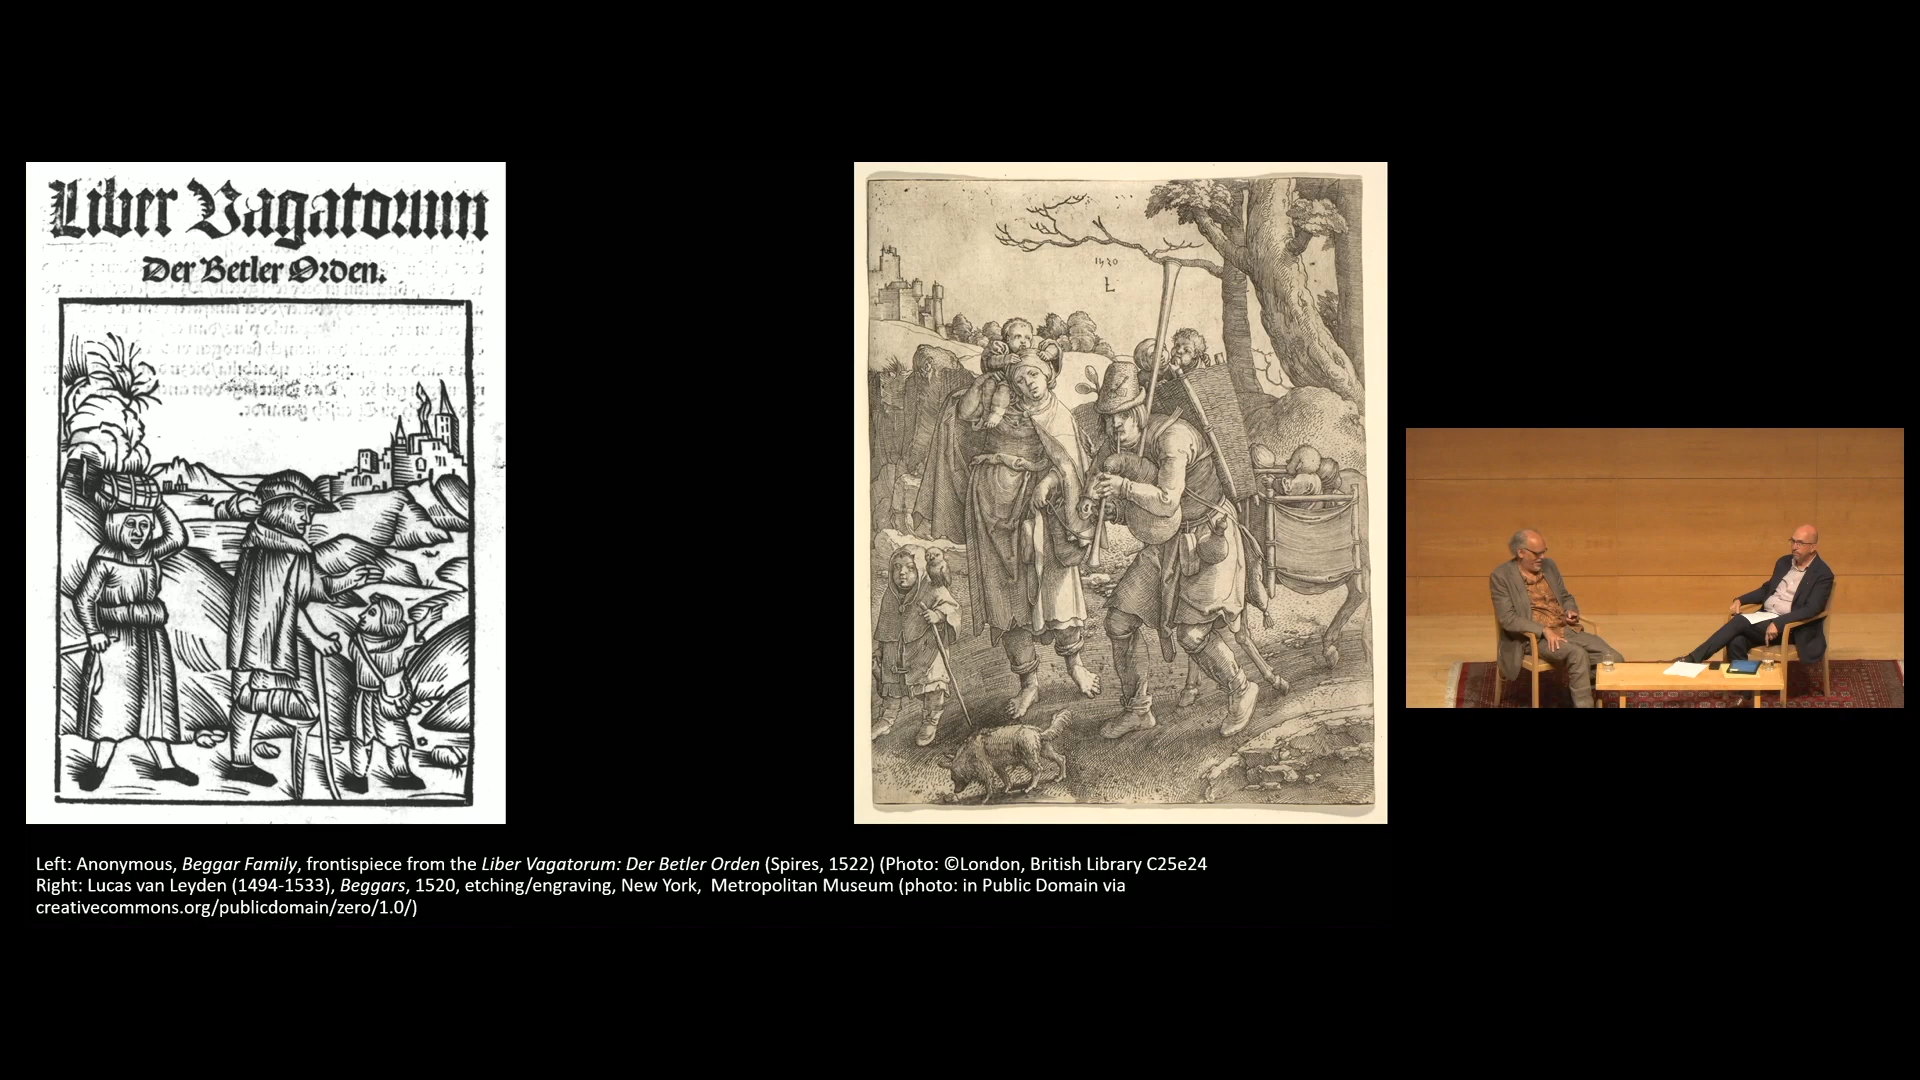 Liber Vagatorum
Der Betler Orden.
1520
L
Left: Anonymous, Beggar Family, frontispiece from the Liber Vagatorum: Der Betler Orden (Spires, 1522) (Photo: ©London, British Library C25e24
Right: Lucas van Leyden (1494-1533), Beggars, 1520, etching/engraving, New York,  Metropolitan Museum (photo: in Public Domain via
creativecommons.org/publicdomain/zero/1.0/)